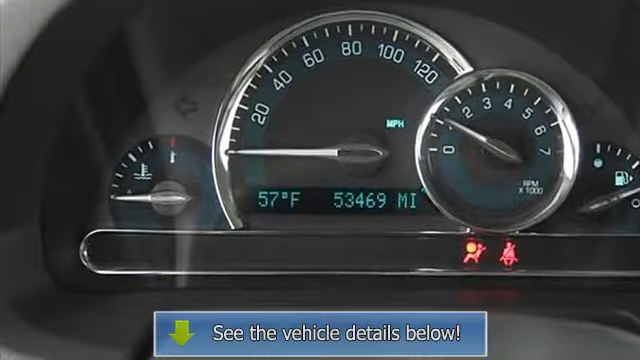 20 40 60 80 100 120
MPH
57°F 53469 MI
0 1 2 3 4 5 6 7
RPM
X 1000
See the vehicle details below!